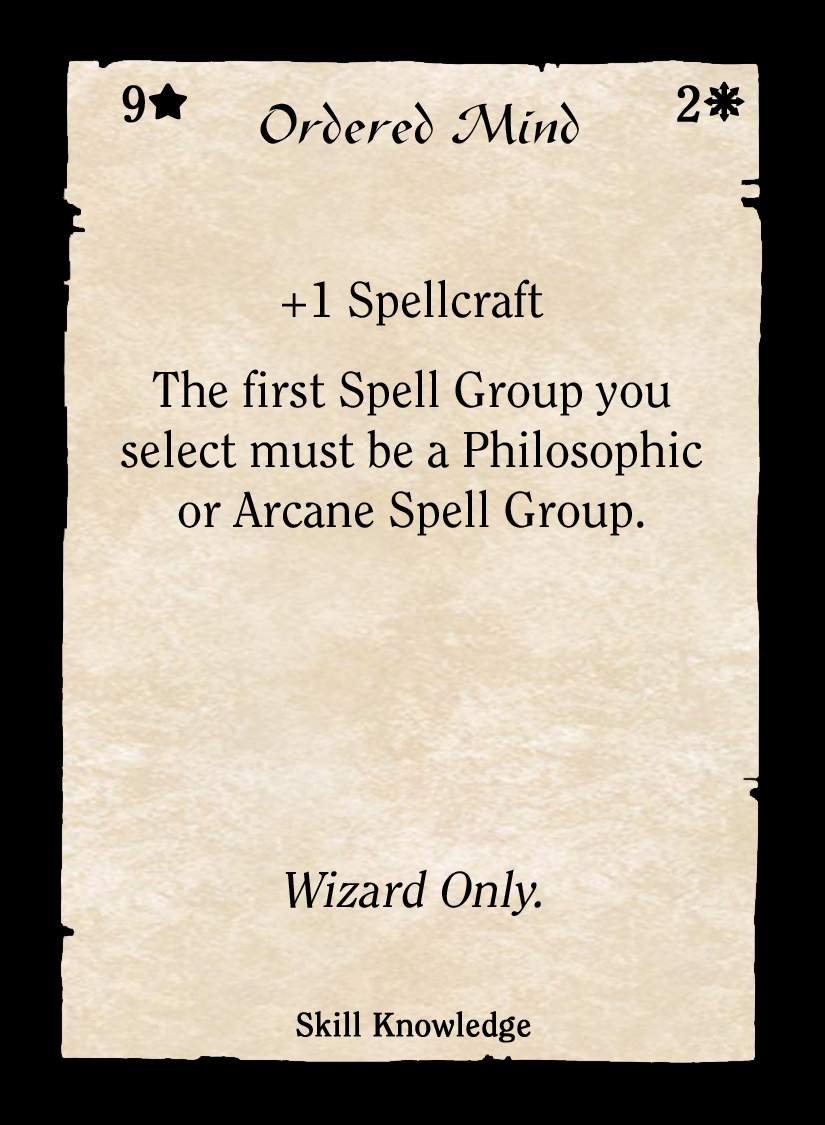 9★ Ordered Mind 2❇
+1 Spellcraft
The first Spell Group you
select must be a Philosophic
or Arcane Spell Group.
Wizard Only.
Skill Knowledge